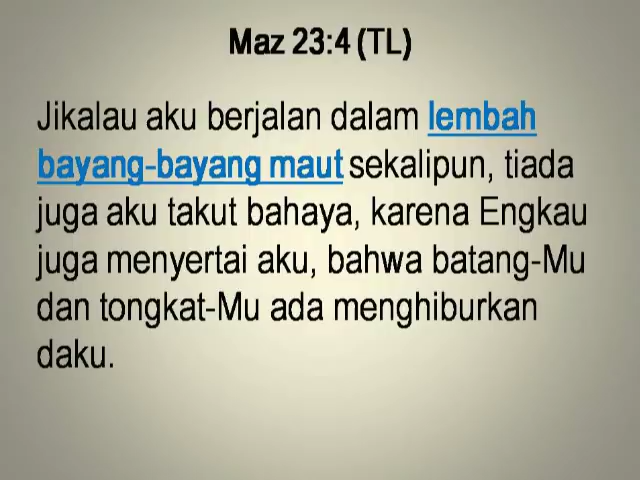 Maz 23:4 (TL)
Jikalau aku berjalan dalam lembah
bayang-bayang maut sekalipun, tiada
juga aku takut bahaya, karena Engkau
juga menyertai aku, bahwa batang-Mu
dan tongkat-Mu ada menghiburkan
daku.